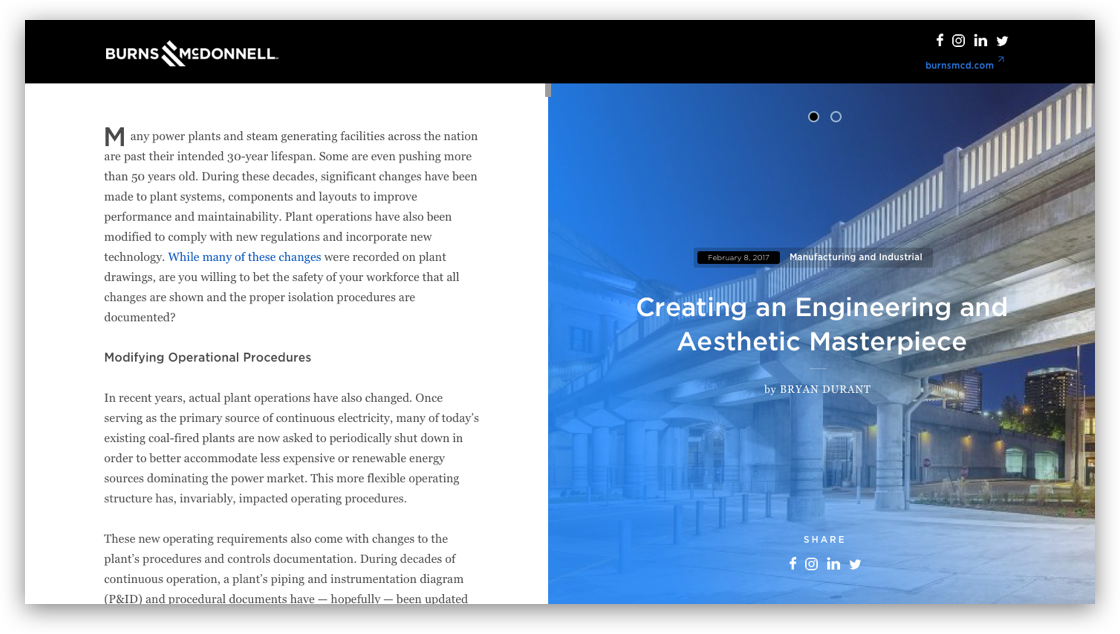 BURNS McDONNELL
burnsmcd.com
Many power plants and steam generating facilities across the nation
are past their intended 30-year lifespan. Some are even pushing more
than 50 years old. During these decades, significant changes have been
made to plant systems, components and layouts to improve
performance and maintainability. Plant operations have also been
modified to comply with new regulations and incorporate new
technology. While many of these changes were recorded on plant
drawings, are you willing to bet the safety of your workforce that all
changes are shown and the proper isolation procedures are
documented?
Modifying Operational Procedures
In recent years, actual plant operations have also changed. Once
serving as the primary source of continuous electricity, many of today's
existing coal-fired plants are now asked to periodically shut down in
order to better accommodate less expensive or renewable energy
sources dominating the power market. This more flexible operating
structure has, invariably, impacted operating procedures.
These new operating requirements also come with changes to the
plant's procedures and controls documentation. During decades of
continuous operation, a plant's piping and instrumentation diagram
(P&ID) and procedural documents have — hopefully — been updated
February 8, 2017 Manufacturing and Industrial
Creating an Engineering and
Aesthetic Masterpiece
by BRYAN DURANT
SHARE